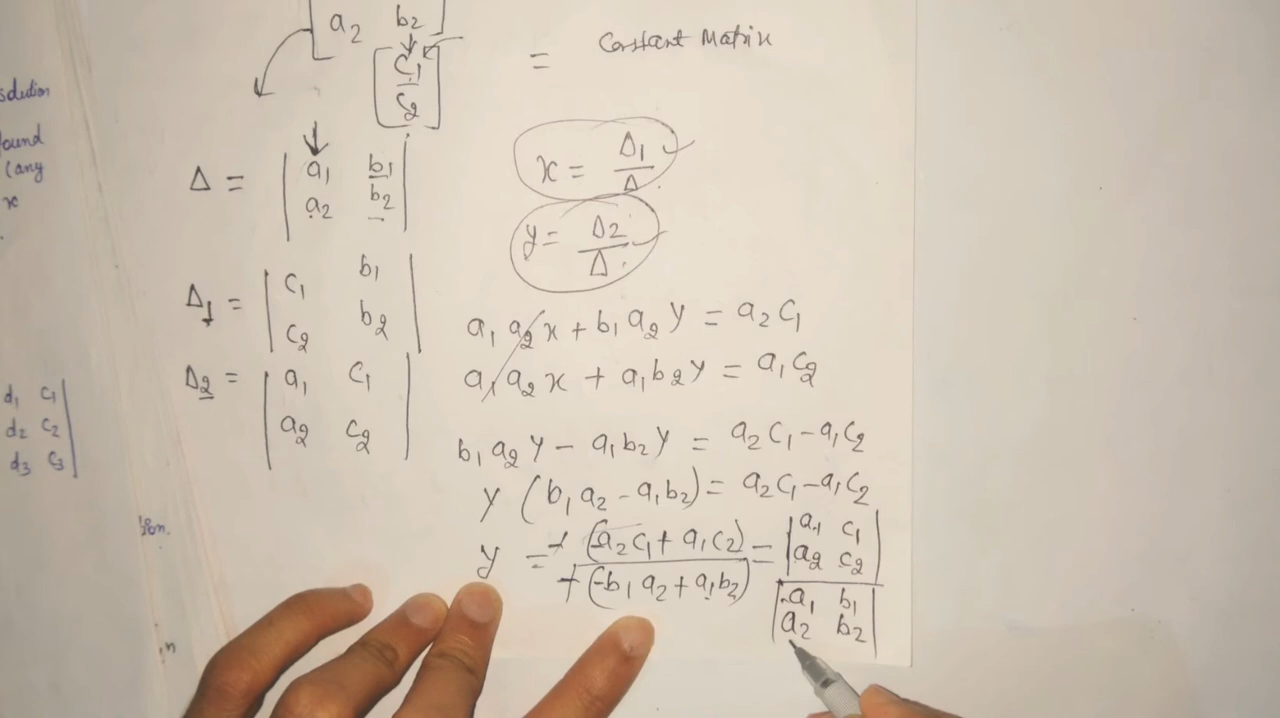 a₂ b₂
c₁
c₂
= Constant Matrix
Δ = | a₁ b₁ |
| a₂ b₂ |
x = Δ₁/Δ
y = Δ₂/Δ
Δ₁ = | c₁ b₁ |
| c₂ b₂ |
Δ₂ = | a₁ c₁ |
| a₂ c₂ |
a₁ a₂ x + b₁ a₂ y = a₂ c₁
a₁ a₂ x + a₁ b₂ y = a₁ c₂
b₁ a₂ y - a₁ b₂ y = a₂ c₁ - a₁ c₂
y (b₁ a₂ - a₁ b₂) = a₂ c₁ - a₁ c₂
y = + (-a₂ c₁ + a₁ c₂) = | a₁ c₁ |
| a₂ c₂ |
+ (-b₁ a₂ + a₁ b₂) | a₁ b₁ |
| a₂ b₂ |
solution
found
(any
x
d₁ c₁
d₂ c₂
d₃ c₃